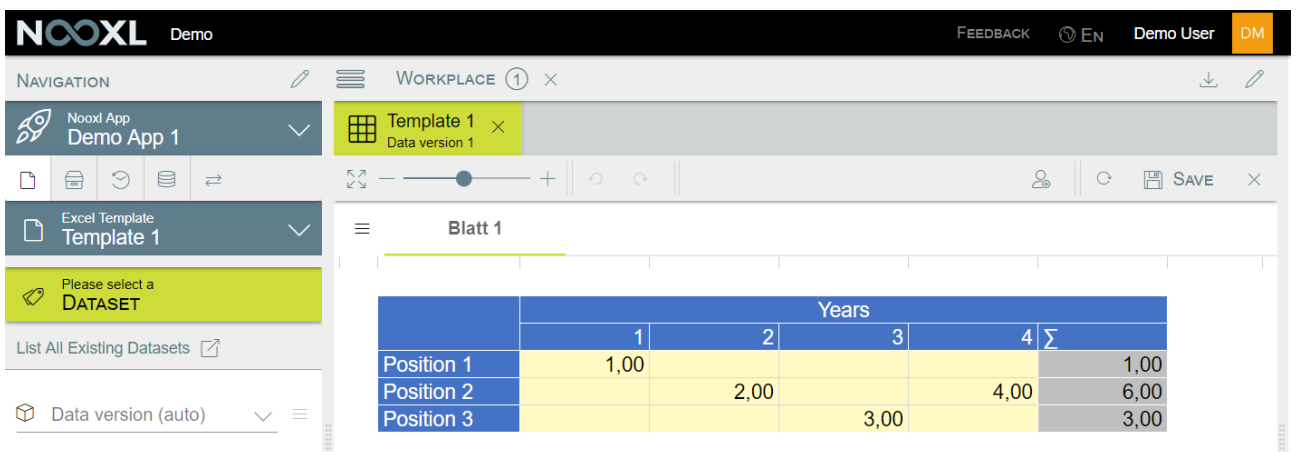 NOOXL Demo FEEDBACK EN Demo User DM
NAVIGATION WORKPLACE 1
Nooxl App
Demo App 1
Template 1
Data version 1
SAVE
Excel Template
Template 1
Blatt 1
Please select a
DATASET
List All Existing Datasets
Data version (auto)
Years
1 2 3 4 ∑
Position 1 1,00 1,00
Position 2 2,00 4,00 6,00
Position 3 3,00 3,00